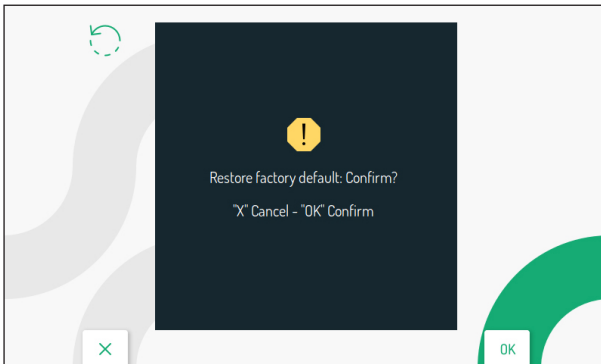 !
Restore factory default: Confirm?
"X" Cancel - "OK" Confirm
X
OK